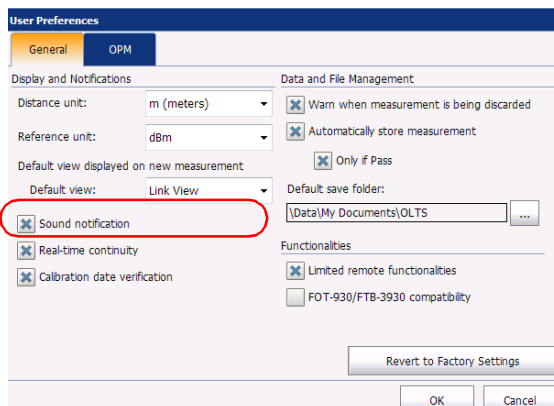 User Preferences
General
OPM
Display and Notifications
Distance unit:
m (meters)
Reference unit:
dBm
Default view displayed on new measurement
Default view:
Link View
Sound notification
Real-time continuity
Calibration date verification
Data and File Management
Warn when measurement is being discarded
Automatically store measurement
Only if Pass
Default save folder:
\Data\My Documents\OLTS
...
Functionalities
Limited remote functionalities
FOT-930/FTB-3930 compatibility
Revert to Factory Settings
OK
Cancel